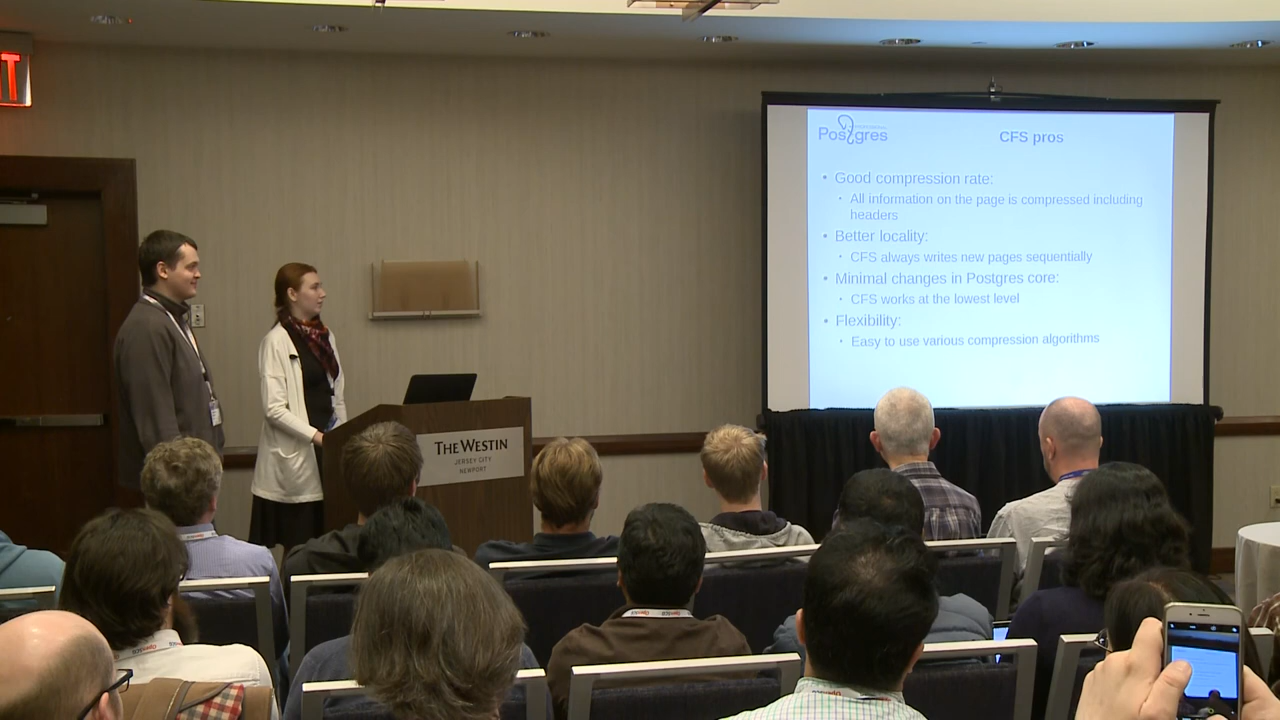 T
Postgres
CFS pros
• Good compression rate:
• All information on the page is compressed including
headers
• Better locality:
• CFS always writes new pages sequentially
• Minimal changes in Postgres core:
• CFS works at the lowest level
• Flexibility:
• Easy to use various compression algorithms
THE WESTIN
JERSEY CITY
NEWPORT